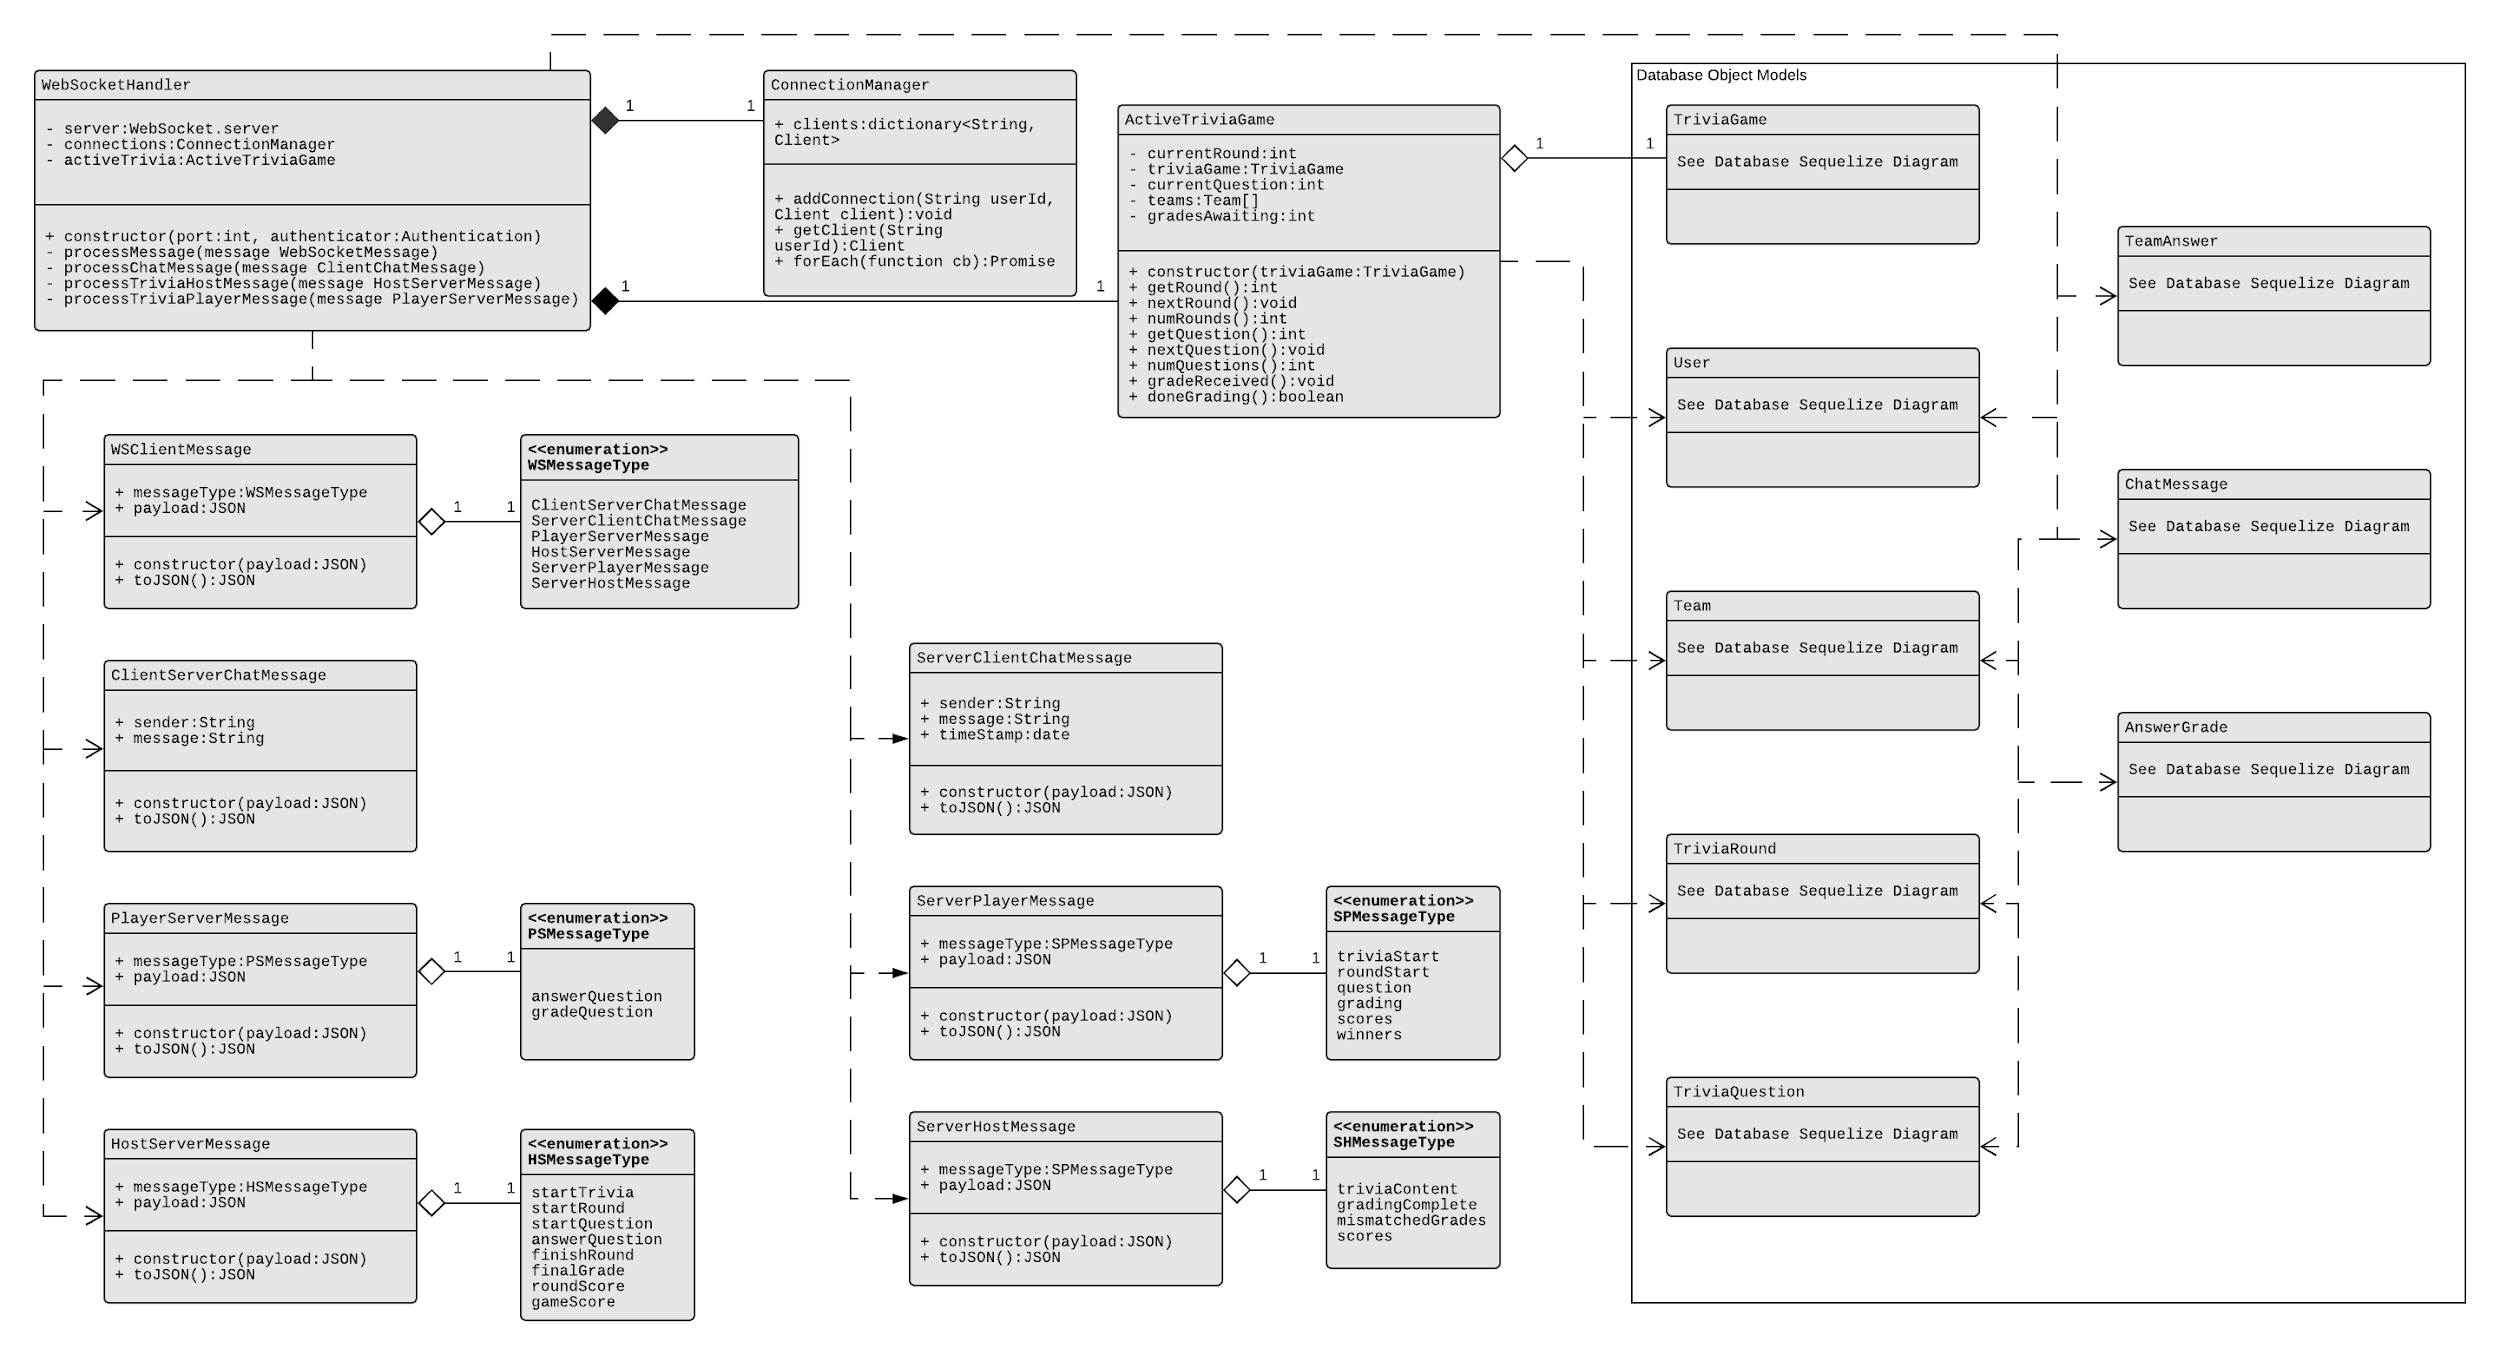 WebSocketHandler
- server:WebSocket.server
- connections:ConnectionManager
- activeTrivia:ActiveTriviaGame
+ constructor(port:int, authenticator:Authentication)
- processMessage(message WebSocketMessage)
- processChatMessage(message ClientChatMessage)
- processTriviaHostMessage(message HostServerMessage)
- processTriviaPlayerMessage(message PlayerServerMessage)
1
1
1
1
ConnectionManager
+ clients:dictionary<String,
Client>
+ addConnection(String userId,
Client client):void
+ getClient(String
userId):Client
+ forEach(function cb):Promise
ActiveTriviaGame
- currentRound:int
- triviaGame:TriviaGame
- currentQuestion:int
- teams:Team[]
- gradesAwaiting:int
+ constructor(triviaGame:TriviaGame)
+ getRound():int
+ nextRound():void
+ numRounds():int
+ getQuestion():int
+ nextQuestion():void
+ numQuestions():int
+ gradeReceived():void
+ doneGrading():boolean
1
1
WSClientMessage
+ messageType:WSMessageType
+ payload:JSON
+ constructor(payload:JSON)
+ toJSON():JSON
1
1
<<enumeration>>
WSMessageType
ClientServerChatMessage
ServerClientChatMessage
PlayerServerMessage
HostServerMessage
ServerPlayerMessage
ServerHostMessage
ClientServerChatMessage
+ sender:String
+ message:String
+ constructor(payload:JSON)
+ toJSON():JSON
PlayerServerMessage
+ messageType:PSMessageType
+ payload:JSON
+ constructor(payload:JSON)
+ toJSON():JSON
1
1
<<enumeration>>
PSMessageType
answerQuestion
gradeQuestion
HostServerMessage
+ messageType:HSMessageType
+ payload:JSON
+ constructor(payload:JSON)
+ toJSON():JSON
1
1
<<enumeration>>
HSMessageType
startTrivia
startRound
startQuestion
answerQuestion
finishRound
finalGrade
roundScore
gameScore
ServerClientChatMessage
+ sender:String
+ message:String
+ timeStamp:date
+ constructor(payload:JSON)
+ toJSON():JSON
ServerPlayerMessage
+ messageType:SPMessageType
+ payload:JSON
+ constructor(payload:JSON)
+ toJSON():JSON
1
1
<<enumeration>>
SPMessageType
triviaStart
roundStart
question
grading
scores
winners
ServerHostMessage
+ messageType:SPMessageType
+ payload:JSON
+ constructor(payload:JSON)
+ toJSON():JSON
1
1
<<enumeration>>
SHMessageType
triviaContent
gradingComplete
mismatchedGrades
scores
Database Object Models
TriviaGame
See Database Sequelize Diagram
User
See Database Sequelize Diagram
Team
See Database Sequelize Diagram
TriviaRound
See Database Sequelize Diagram
TriviaQuestion
See Database Sequelize Diagram
TeamAnswer
See Database Sequelize Diagram
ChatMessage
See Database Sequelize Diagram
AnswerGrade
See Database Sequelize Diagram